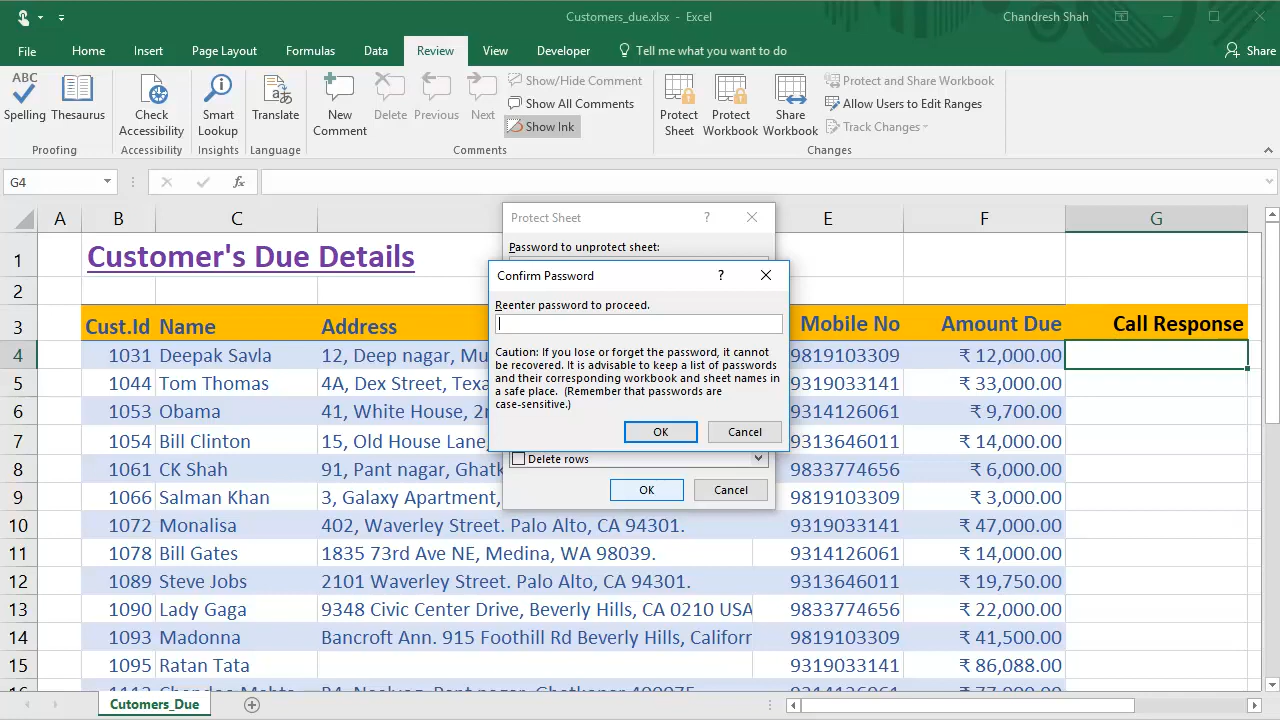 Customers_due.xlsx - Excel
Chandresh Shah
File Home Insert Page Layout Formulas Data Review View Developer Tell me what you want to do Share
ABC
Spelling
Thesaurus
Proofing
Check Accessibility
Accessibility
Smart Lookup
Insights
Translate
Language
New Comment
Delete
Previous
Next
Show/Hide Comment
Show All Comments
Show Ink
Comments
Protect Sheet
Protect Workbook
Share Workbook
Protect and Share Workbook
Allow Users to Edit Ranges
Track Changes
Changes
G4
fx
A B C E F G
1 Customer's Due Details
2
3 Cust.Id Name Address Mobile No Amount Due Call Response
4 1031 Deepak Savla 12, Deep nagar, Mu 9819103309 ₹ 12,000.00
5 1044 Tom Thomas 4A, Dex Street, Texa 9319033141 ₹ 33,000.00
6 1053 Obama 41, White House, 2n 9314126061 ₹ 9,700.00
7 1054 Bill Clinton 15, Old House Lane, 9313646011 ₹ 14,000.00
8 1061 CK Shah 91, Pant nagar, Ghatk 9833774656 ₹ 6,000.00
9 1066 Salman Khan 3, Galaxy Apartment, 9819103309 ₹ 3,000.00
10 1072 Monalisa 402, Waverley Street. Palo Alto, CA 94301. 9319033141 ₹ 47,000.00
11 1078 Bill Gates 1835 73rd Ave NE, Medina, WA 98039. 9314126061 ₹ 14,000.00
12 1089 Steve Jobs 2101 Waverley Street. Palo Alto, CA 94301. 9313646011 ₹ 19,750.00
13 1090 Lady Gaga 9348 Civic Center Drive, Beverly Hills, CA 0210 USA 9833774656 ₹ 22,000.00
14 1093 Madonna Bancroft Ann. 915 Foothill Rd Beverly Hills, Californ 9819103309 ₹ 41,500.00
15 1095 Ratan Tata 9319033141 ₹ 86,088.00
Protect Sheet ?
Password to unprotect sheet:
Confirm Password ?
Reenter password to proceed.
Caution: If you lose or forget the password, it cannot
be recovered. It is advisable to keep a list of passwords
and their corresponding workbook and sheet names in
a safe place. (Remember that passwords are
case-sensitive.)
OK Cancel
Delete rows
OK Cancel
Cutomers_Due